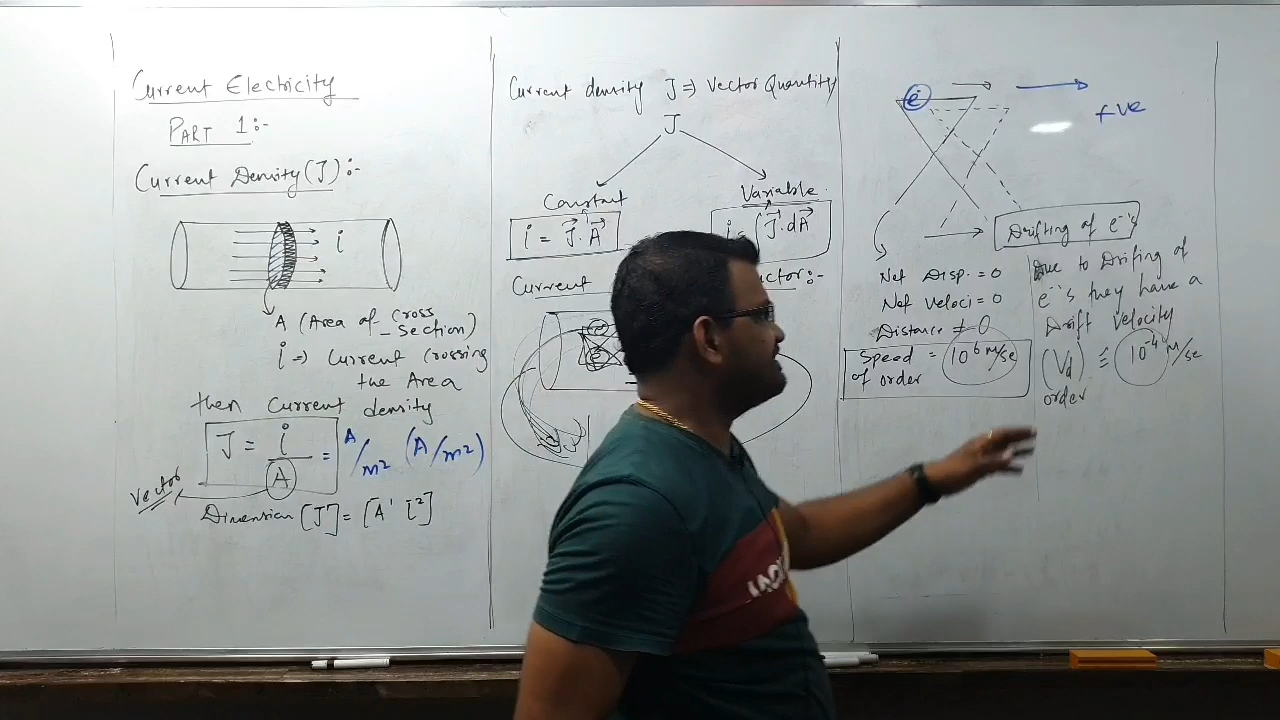 Current Electricity
PART 1:-
Current Density(J):-
i
A (Area of Cross
Section)
i => Current Crossing
the Area
then Current density
J = i/A = A/m² (A/m²)
Vector
Dimension [J] = [A¹ L⁻²]
Current density J => Vector Quantity
J
Constant
Variable.
i = J⃗.A⃗
i = ∫J⃗.dA⃗
Current
uctor:-
e⁻
+ve
Drifting of e⁻'s
Net Disp. = 0
Net Veloci = 0
Distance ≠ 0
Speed = 10⁶ M/se
of order
Due to Drifting of
e⁻'s they have a
Drift Velocity
(Vd) ≤ 10⁻⁴ M/se
order